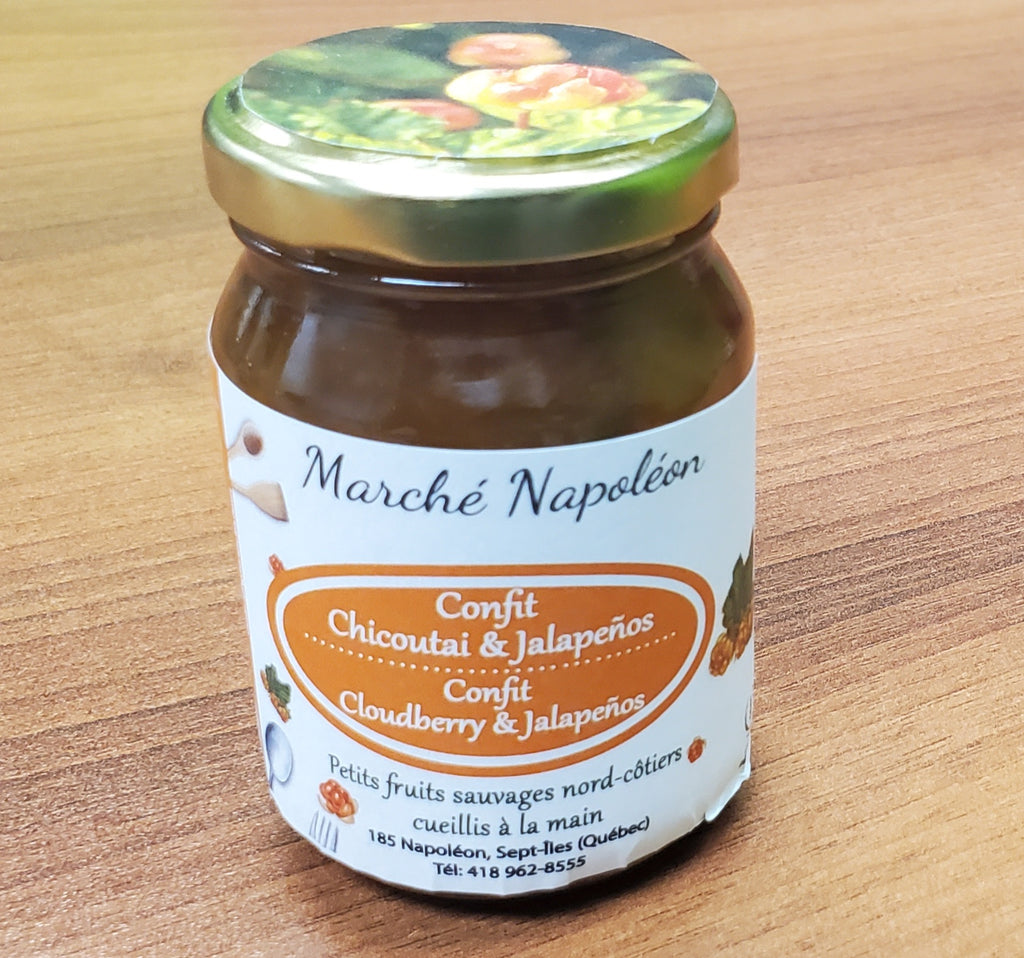 Marché Napoléon
Confit
Chicoutai & Jalapeños
Confit
Cloudberry & Jalapeños
Petits fruits sauvages nord-côtiers
cueillis à la main
185 Napoléon, Sept-Îles (Québec)
Tél: 418 962-8555